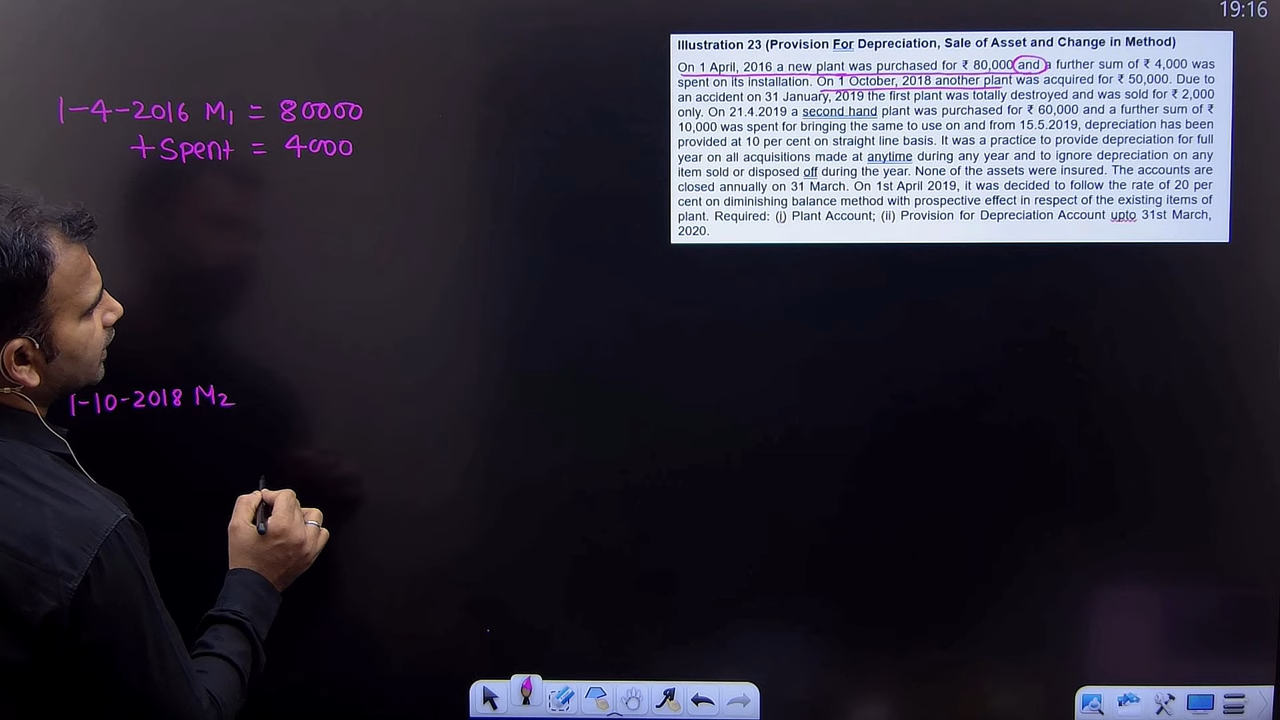 19:16
Illustration 23 (Provision For Depreciation, Sale of Asset and Change in Method)
On 1 April, 2016 a new plant was purchased for ₹ 80,000 and a further sum of ₹ 4,000 was
spent on its installation. On 1 October, 2018 another plant was acquired for ₹ 50,000. Due to
an accident on 31 January, 2019 the first plant was totally destroyed and was sold for ₹ 2,000
only. On 21.4.2019 a second hand plant was purchased for ₹ 60,000 and a further sum of ₹
10,000 was spent for bringing the same to use on and from 15.5.2019, depreciation has been
provided at 10 per cent on straight line basis. It was a practice to provide depreciation for full
year on all acquisitions made at anytime during any year and to ignore depreciation on any
item sold or disposed off during the year. None of the assets were insured. The accounts are
closed annually on 31 March. On 1st April 2019, it was decided to follow the rate of 20 per
cent on diminishing balance method with prospective effect in respect of the existing items of
plant. Required: (i) Plant Account; (ii) Provision for Depreciation Account upto 31st March,
2020.
1-4-2016 M1 = 80000
+ Spent = 4000
1-10-2018 M2